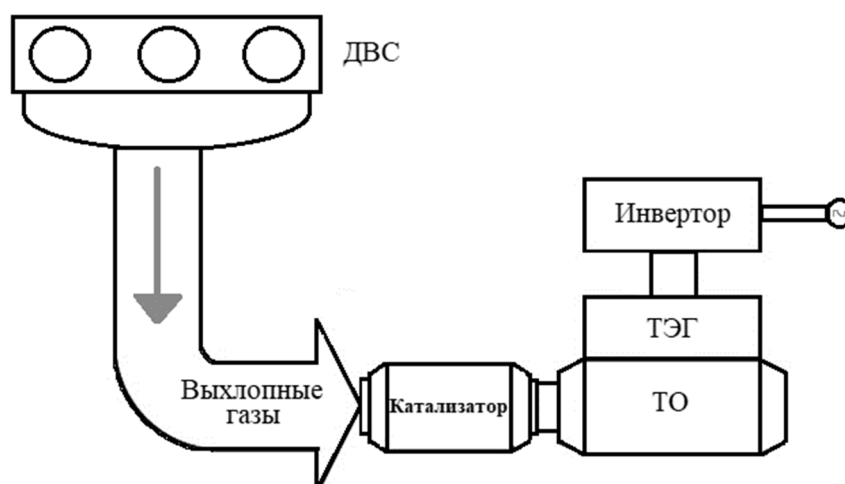 ДВС
Инвертор
ТЭГ
Выхлопные
газы
Катализатор
ТО